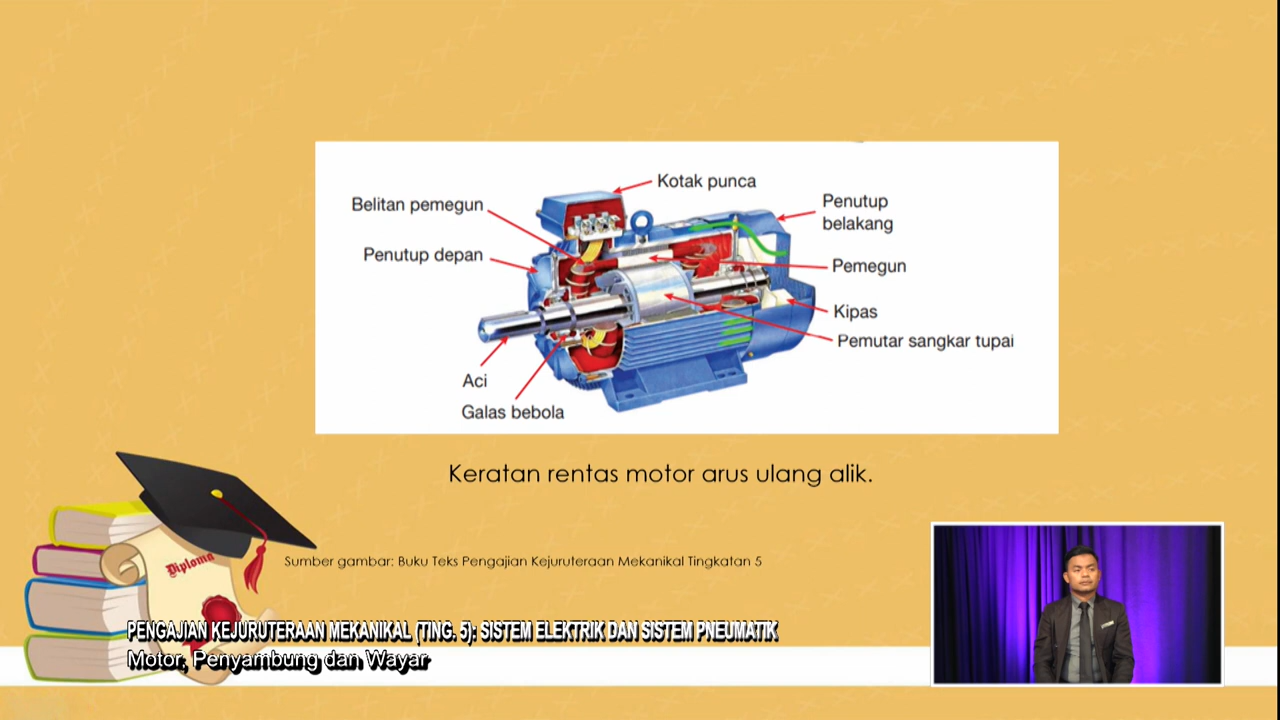 Kotak punca
Belitan pemegun
Penutup
belakang
Penutup depan
Pemegun
Kipas
Pemutar sangkar tupai
Aci
Galas bebola
Keratan rentas motor arus ulang alik.
Diploma
Sumber gambar: Buku Teks Pengajian Kejuruteraan Mekanikal Tingkatan 5
PENGAJIAN KEJURUTERAAN MEKANIKAL (TING. 5): SISTEM ELEKTRIK DAN SISTEM PNEUMATIK
Motor, Penyambung dan Wayar